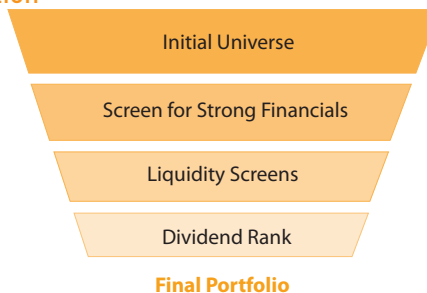 Initial Universe
Screen for Strong Financials
Liquidity Screens
Dividend Rank
Final Portfolio